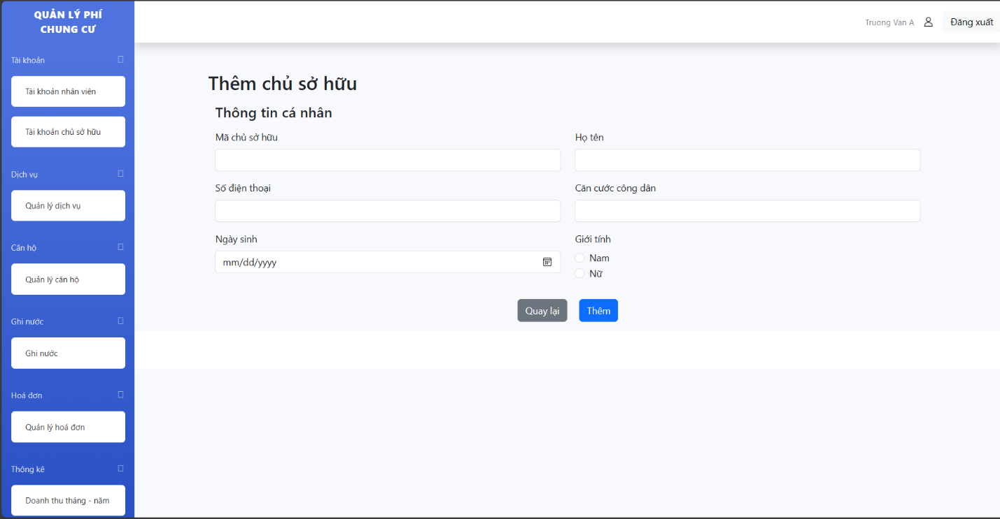 QUẢN LÝ PHÍ
CHUNG CƯ
Truong Van A
Đăng xuất
Tài khoản
Tài khoản nhân viên
Tài khoản chủ sở hữu
Dịch vụ
Quản lý dịch vụ
Căn hộ
Quản lý căn hộ
Ghi nước
Ghi nước
Hoá đơn
Quản lý hoá đơn
Thông kê
Doanh thu tháng - năm
Thêm chủ sở hữu
Thông tin cá nhân
Mã chủ sở hữu
Họ tên
Số điện thoại
Căn cước công dân
Ngày sinh
Giới tính
mm/dd/yyyy
Nam
Nữ
Quay lại
Thêm